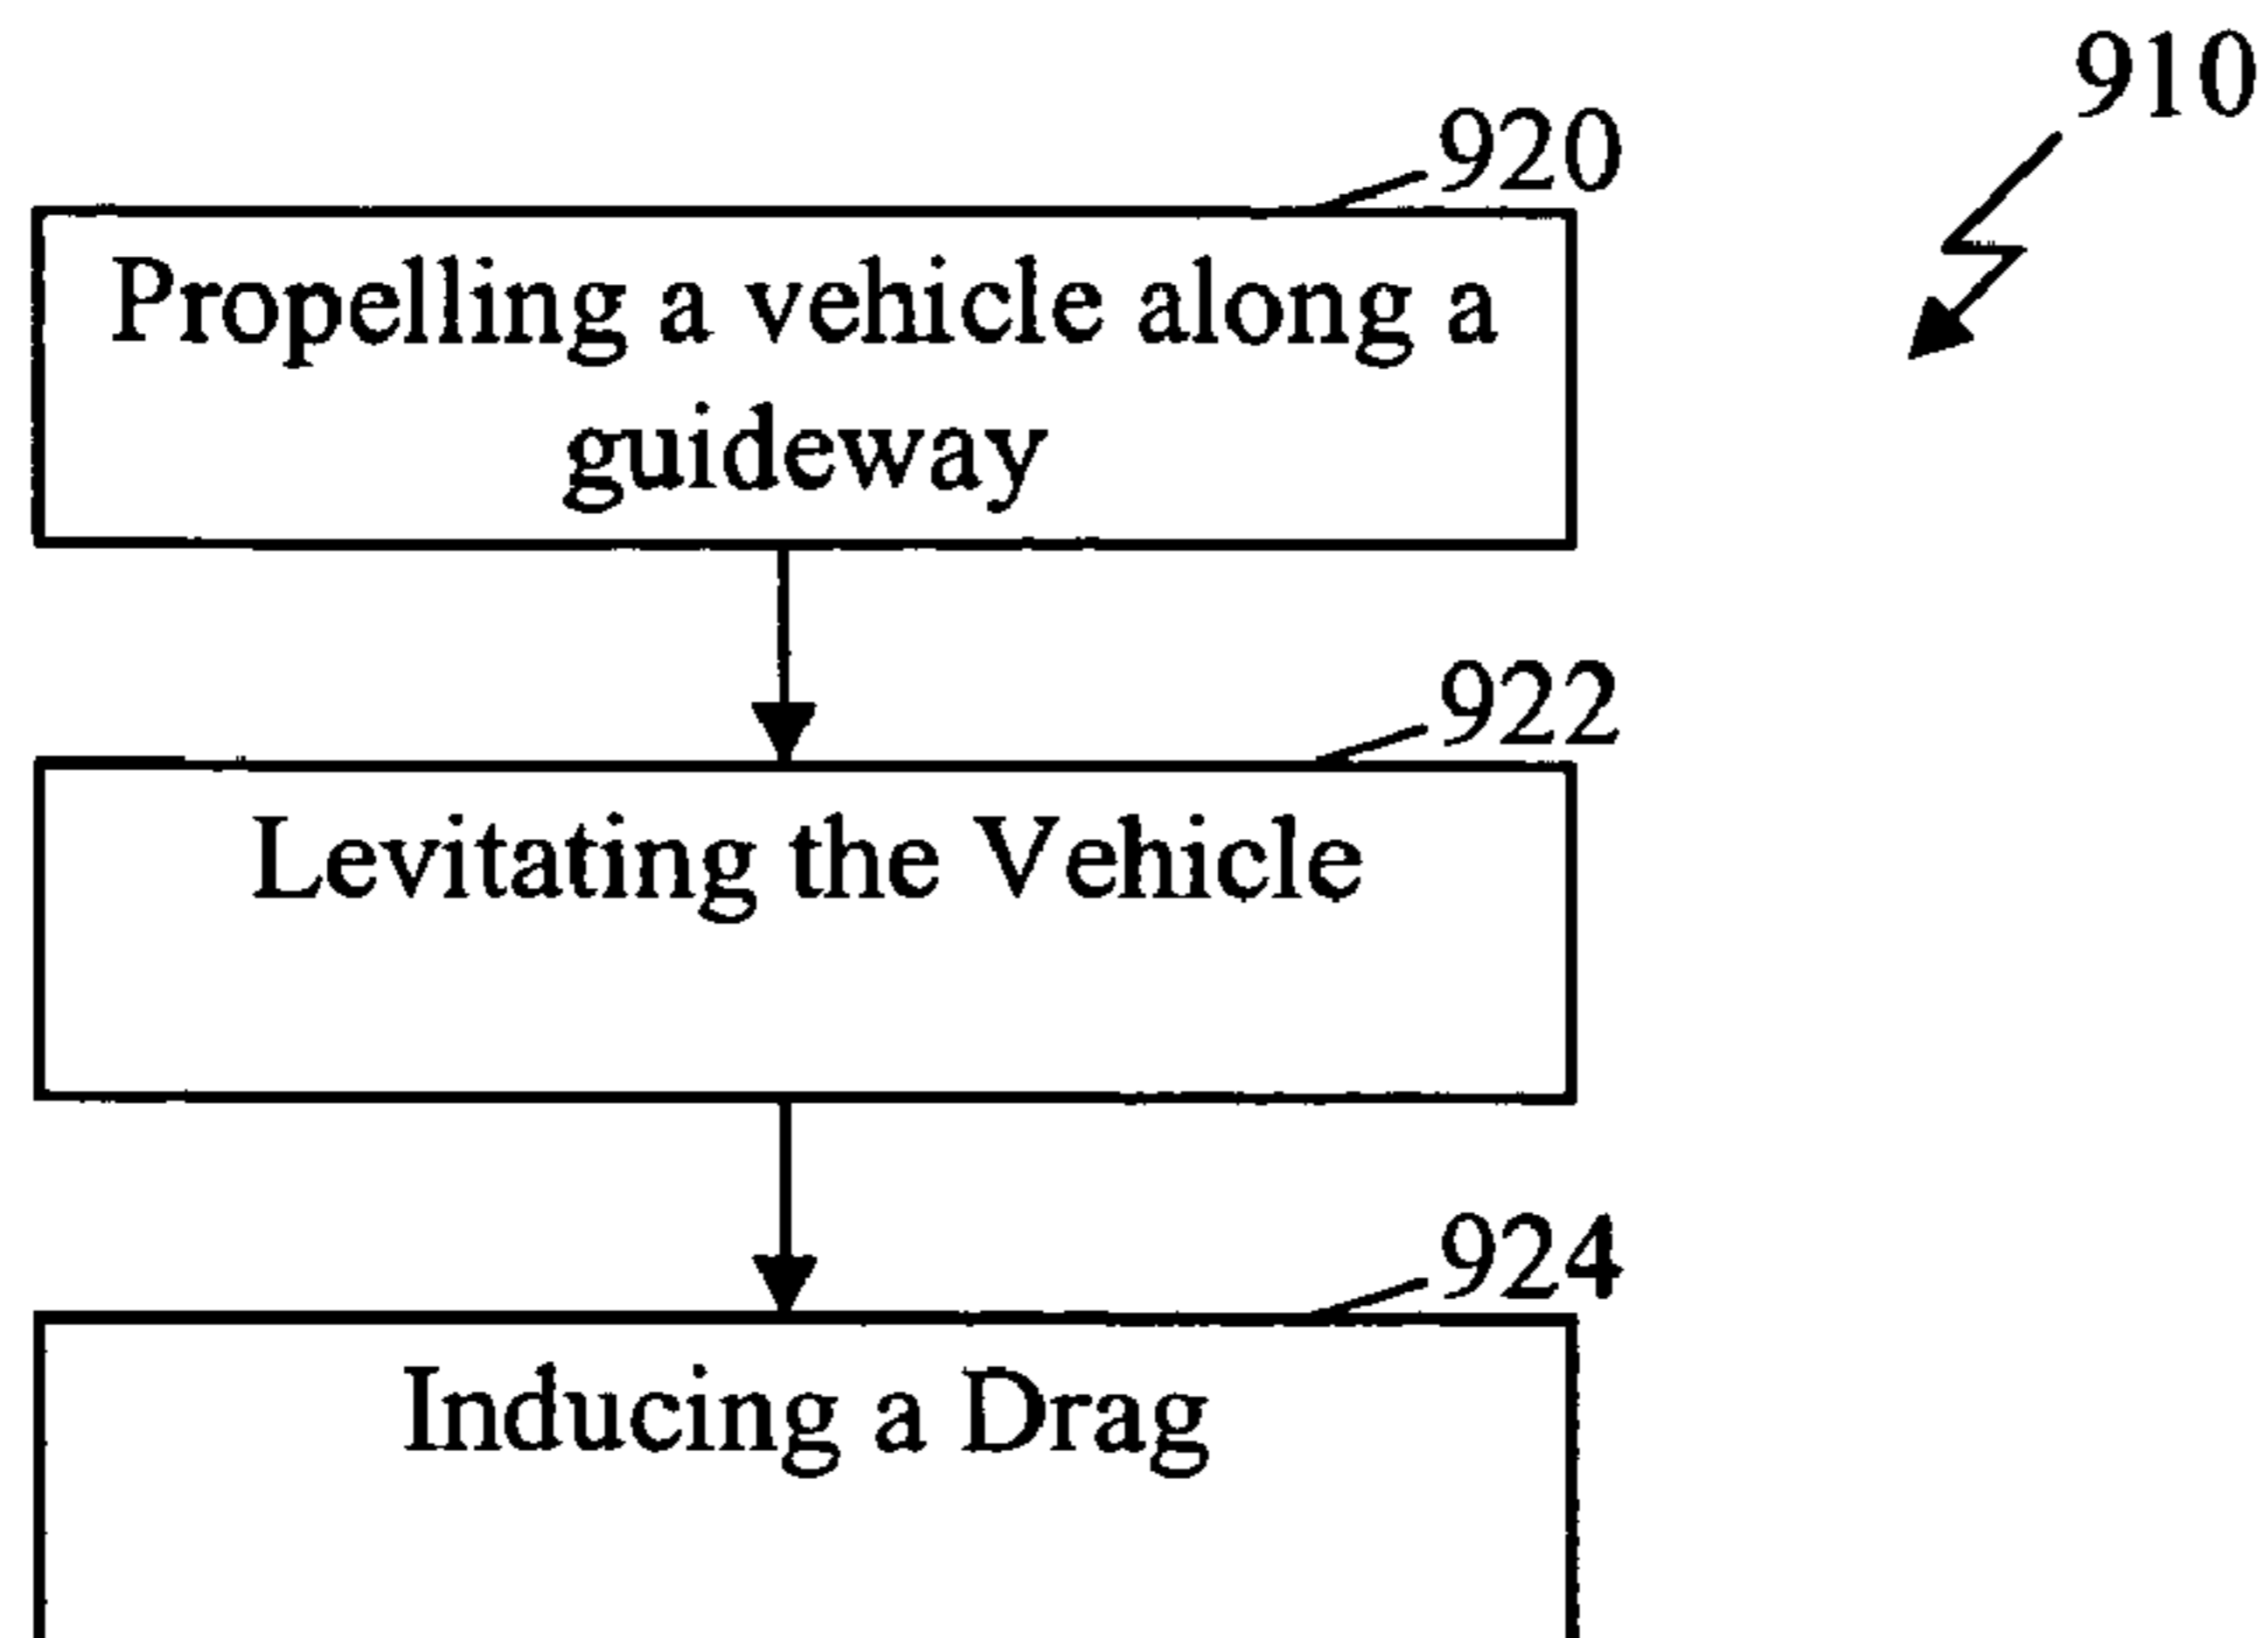 910
920
Propelling a vehicle along a
guideway
922
Levitating the Vehicle
924
Inducing a Drag